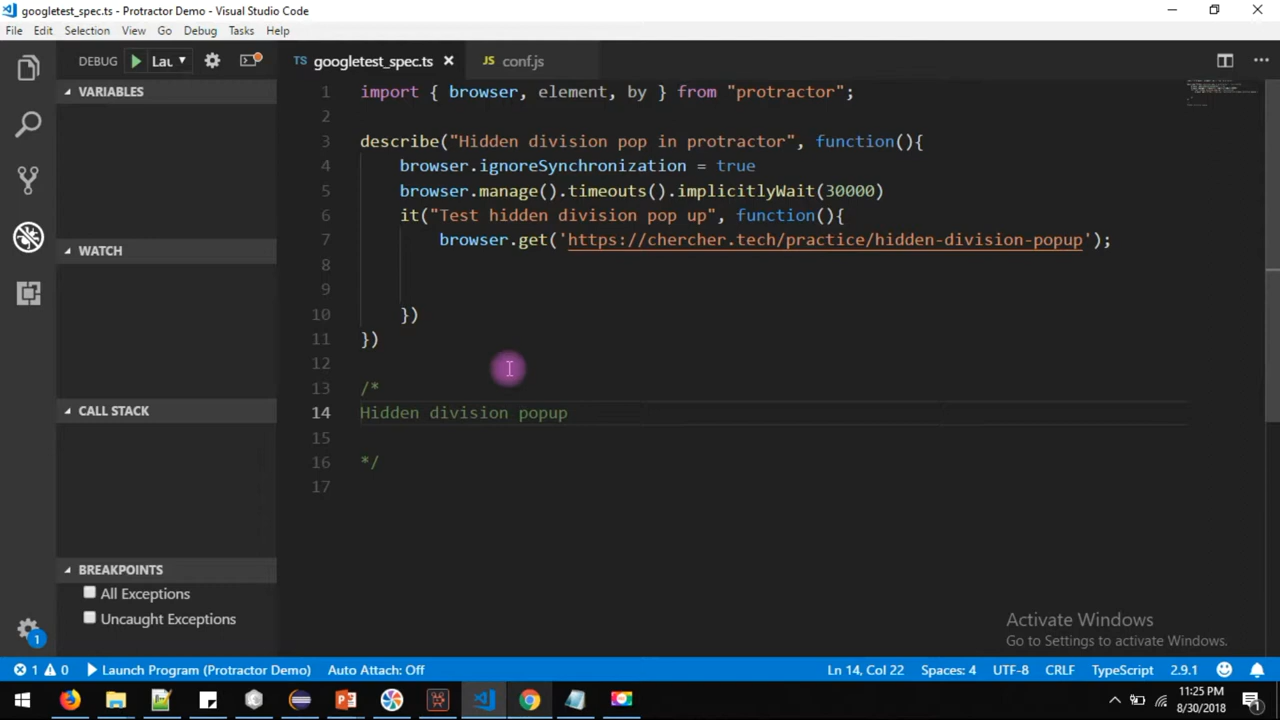 googletest_spec.ts - Protractor Demo - Visual Studio Code
File Edit Selection View Go Debug Tasks Help
DEBUG Lau
TS googletest_spec.ts
JS conf.js
VARIABLES
WATCH
CALL STACK
BREAKPOINTS
All Exceptions
Uncaught Exceptions
1 import { browser, element, by } from "protractor";
2
3 describe("Hidden division pop in protractor", function(){
4 browser.ignoreSynchronization = true
5 browser.manage().timeouts().implicitlyWait(30000)
6 it("Test hidden division pop up", function(){
7 browser.get('https://chercher.tech/practice/hidden-division-popup');
8
9
10 })
11 })
12
13 /*
14 Hidden division popup
15
16 */
17
Activate Windows
Go to Settings to activate Windows.
1
1 0 Launch Program (Protractor Demo) Auto Attach: Off Ln 14, Col 22 Spaces: 4 UTF-8 CRLF TypeScript 2.9.1
11:25 PM
8/30/2018
1